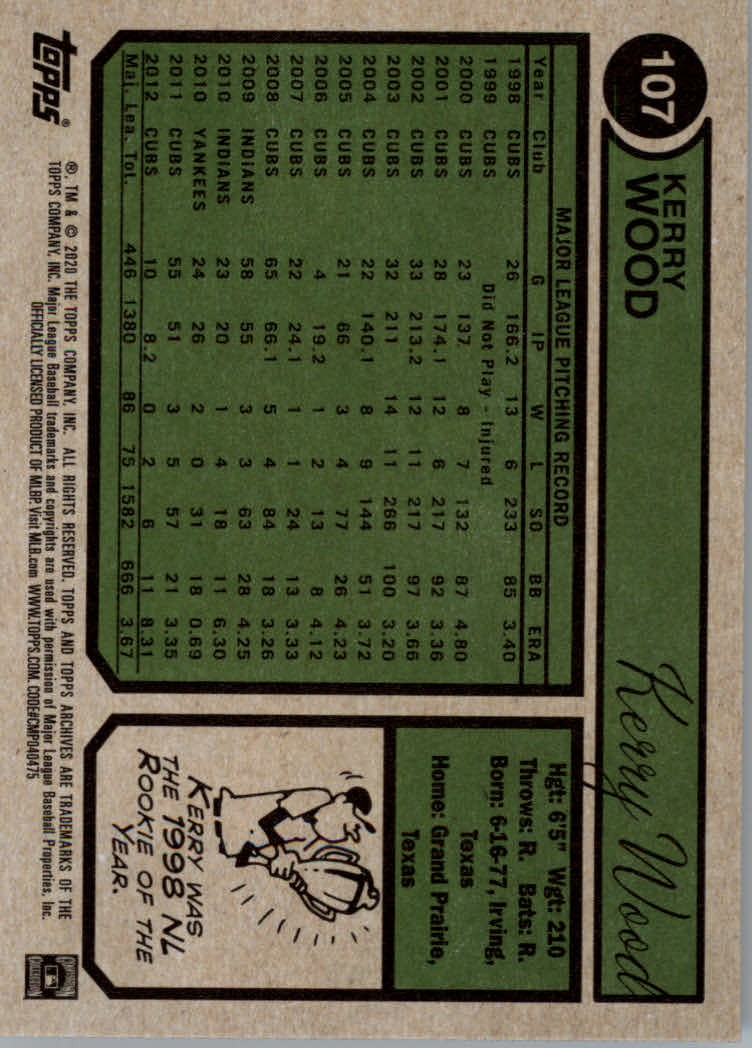 107
KERRY
WOOD
Kerry Wood
MAJOR LEAGUE PITCHING RECORD
Year Club G IP W L SO BB ERA
1998 CUBS 26 166.2 13 6 233 85 3.40
1999 CUBS Did Not Play - Injured
2000 CUBS 23 137 8 7 132 87 4.80
2001 CUBS 28 174.1 12 6 217 92 3.36
2002 CUBS 33 213.2 12 11 217 97 3.66
2003 CUBS 32 211 14 11 266 100 3.20
2004 CUBS 22 140.1 8 9 144 51 3.72
2005 CUBS 21 66 3 4 77 26 4.23
2006 CUBS 4 19.2 1 2 13 8 4.12
2007 CUBS 22 24.1 1 1 24 13 3.33
2008 CUBS 65 66.1 5 4 84 18 3.26
2009 INDIANS 58 55 3 3 63 28 4.25
2010 INDIANS 23 20 1 4 18 11 6.30
2010 YANKEES 24 26 2 0 31 18 0.69
2011 CUBS 55 51 3 5 57 21 3.35
2012 CUBS 10 8.2 0 2 6 11 8.31
Maj. Lea. Tot. 446 1380 86 75 1582 666 3.67
Hgt: 6'5" Wgt: 210
Throws: R. Bats: R.
Born: 6-16-77, Irving,
Texas
Home: Grand Prairie,
Texas
KERRY WAS
THE 1998 NL
ROOKIE OF THE
YEAR.
topps®
®, TM & © 2020 THE TOPPS COMPANY, INC. ALL RIGHTS RESERVED. TOPPS AND TOPPS ARCHIVES ARE TRADEMARKS OF THE
TOPPS COMPANY, INC. Major League Baseball trademarks and copyrights are used with permission of Major League Baseball Properties, Inc.
OFFICIALLY LICENSED PRODUCT OF MLBP. Visit MLB.com WWW.TOPPS.COM. CODE#CMP040475
COOPERSTOWN
COLLECTION